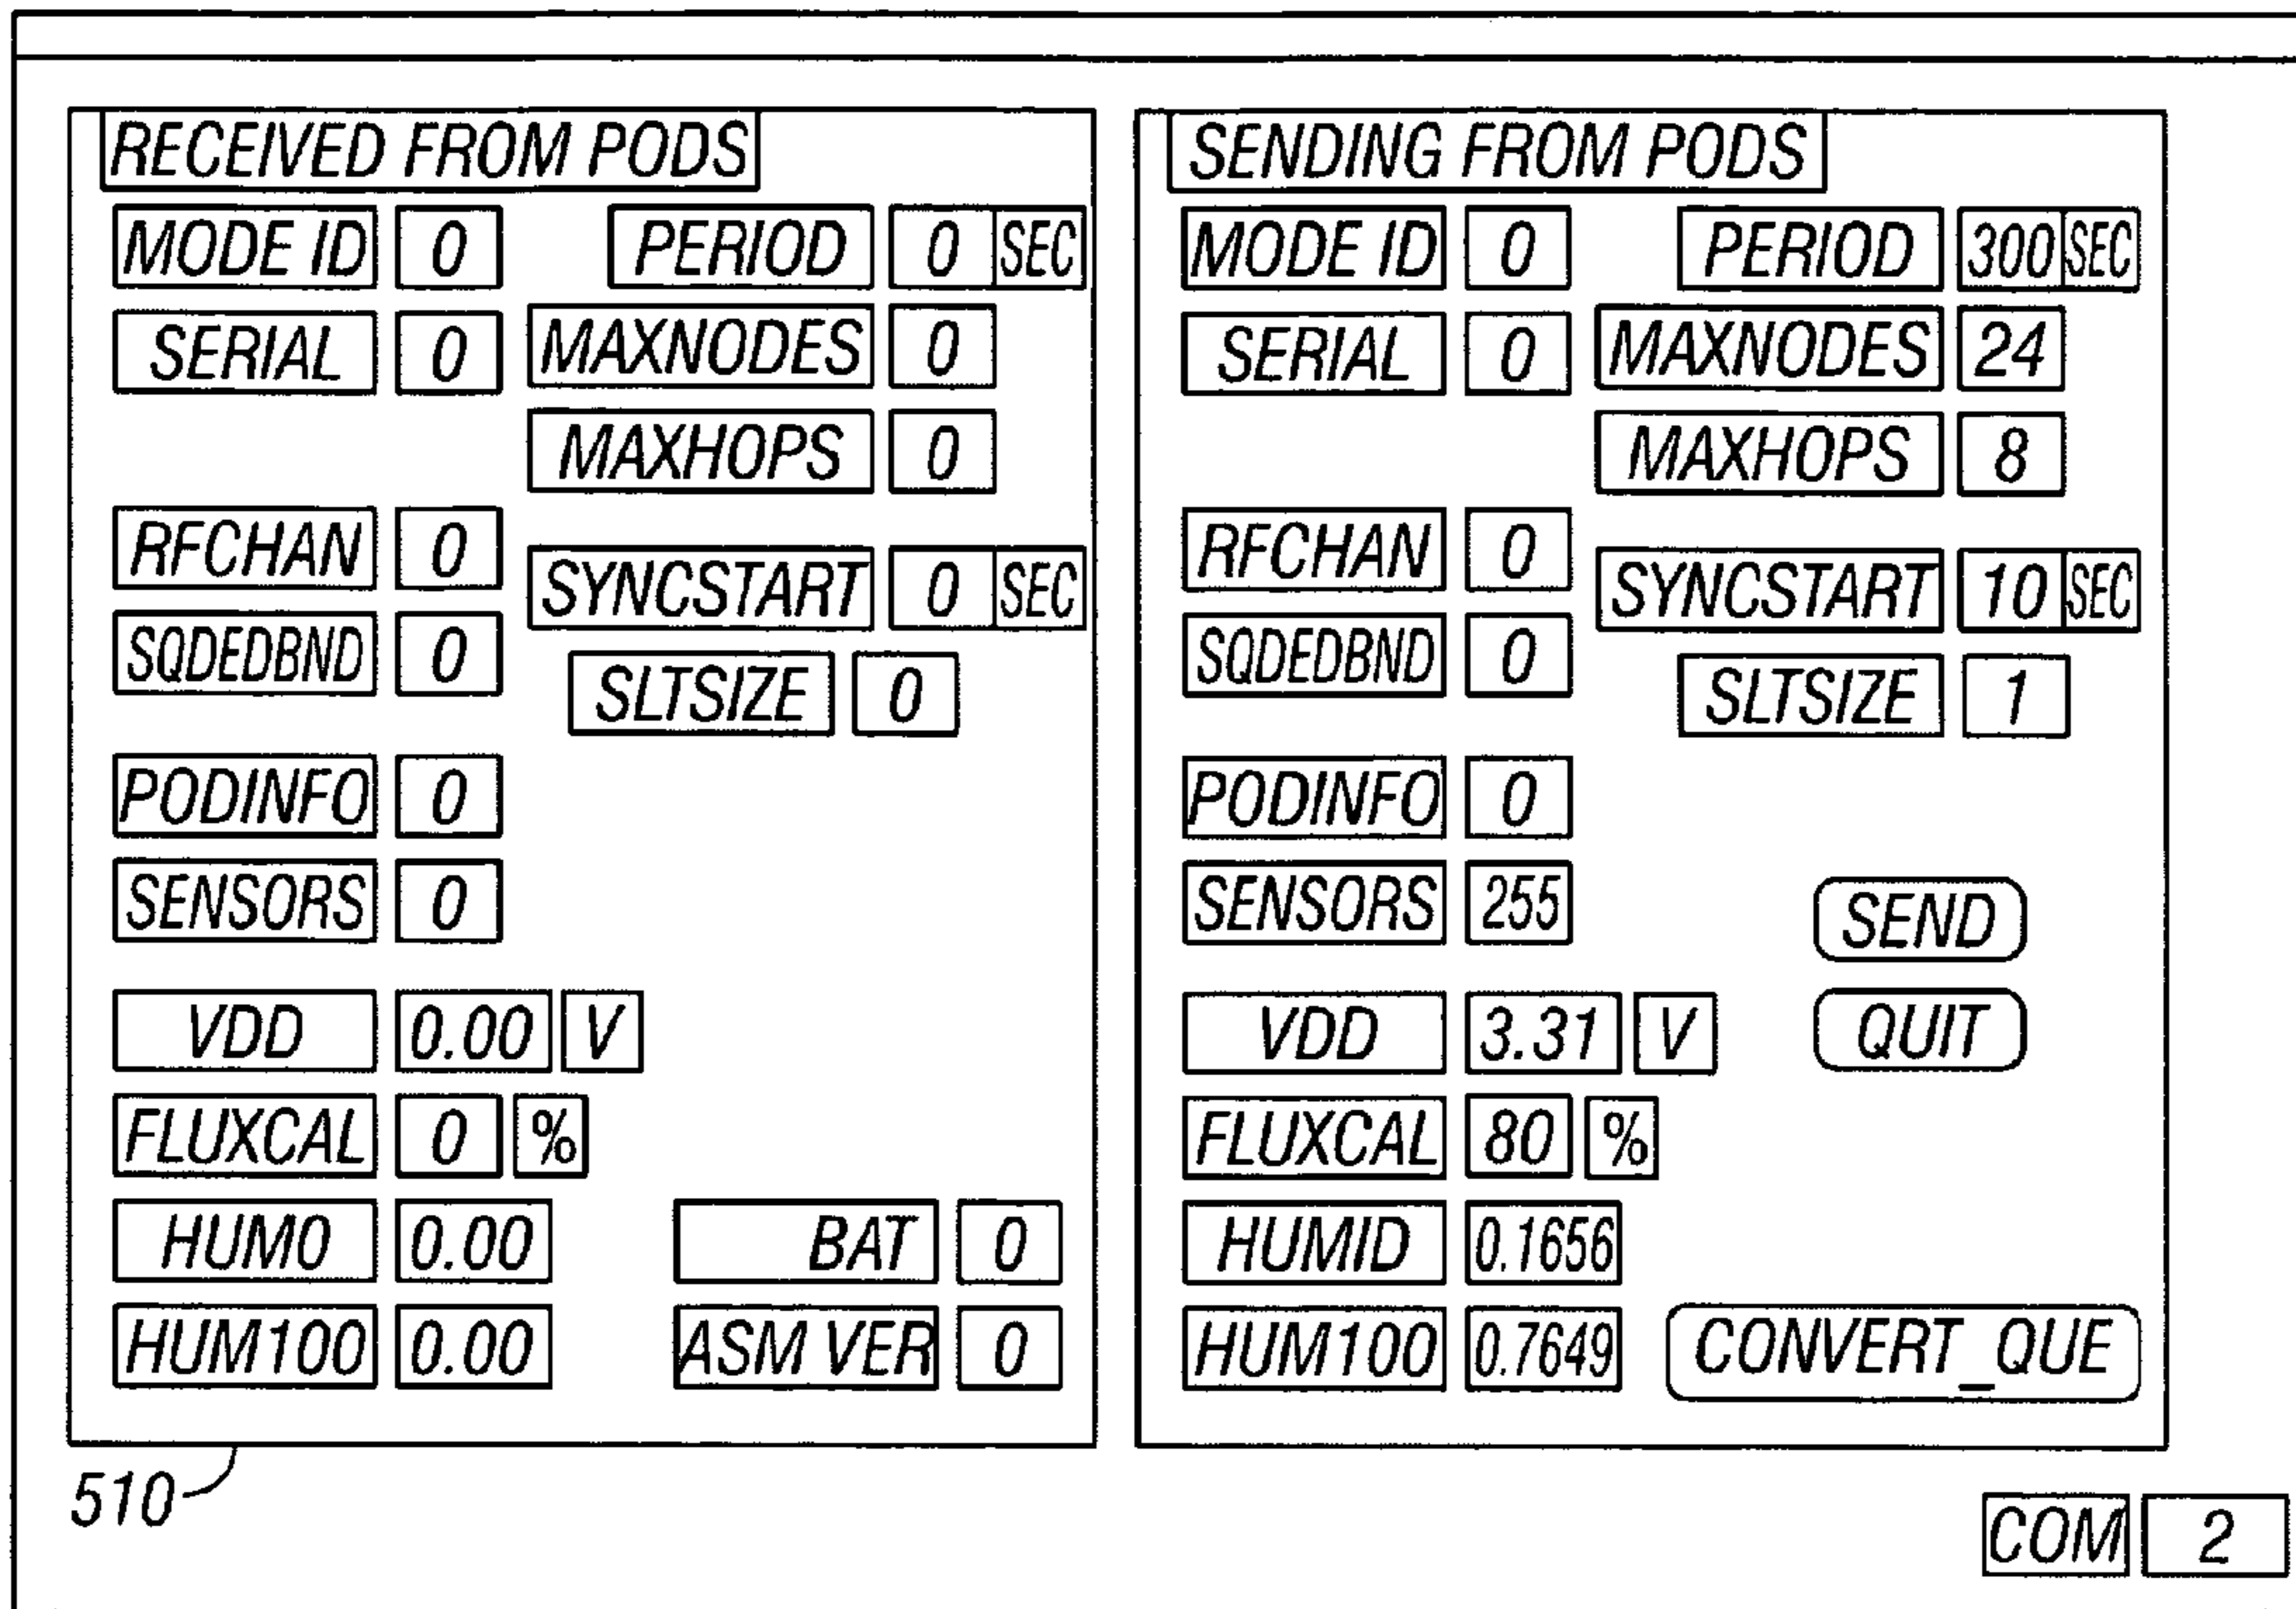 RECEIVED FROM PODS
MODE ID 0 PERIOD 0 SEC
SERIAL 0 MAXNODES 0
MAXHOPS 0
RFCHAN 0
SYNCSTART 0 SEC
SQDEDBND 0
SLTSIZE 0
PODINFO 0
SENSORS 0
VDD 0.00 V
FLUXCAL 0 %
HUM0 0.00 BAT 0
HUM100 0.00 ASM VER 0
510
SENDING FROM PODS
MODE ID 0 PERIOD 300 SEC
SERIAL 0 MAXNODES 24
MAXHOPS 8
RFCHAN 0
SYNCSTART 10 SEC
SQDEDBND 0
SLTSIZE 1
PODINFO 0
SENSORS 255
SEND
VDD 3.31 V QUIT
FLUXCAL 80 %
HUMID 0.1656
HUM100 0.7649 CONVERT_QUE
COM 2